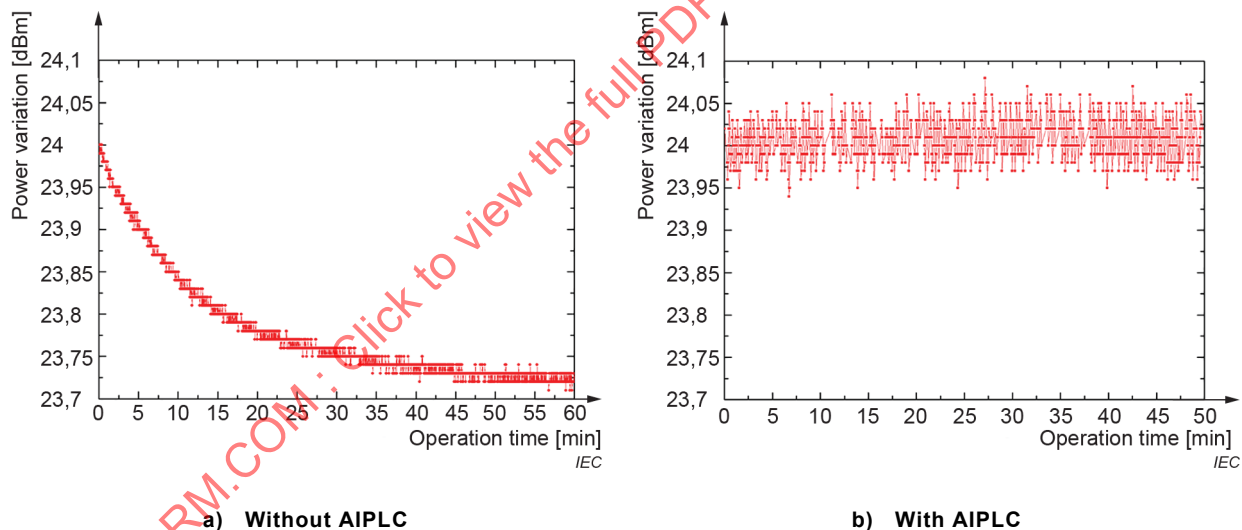 Power variation [dBm]
24,1
24,05
24
23,95
23,9
23,85
23,8
23,75
23,7
0 5 10 15 20 25 30 35 40 45 50 55 60
Operation time [min]
IEC
a) Without AIPLC
Power variation [dBm]
24,1
24,05
24
23,95
23,9
23,85
23,8
23,75
23,7
0 5 10 15 20 25 30 35 40 45 50
Operation time [min]
IEC
b) With AIPLC
RM.COM : Click to view the full PDF